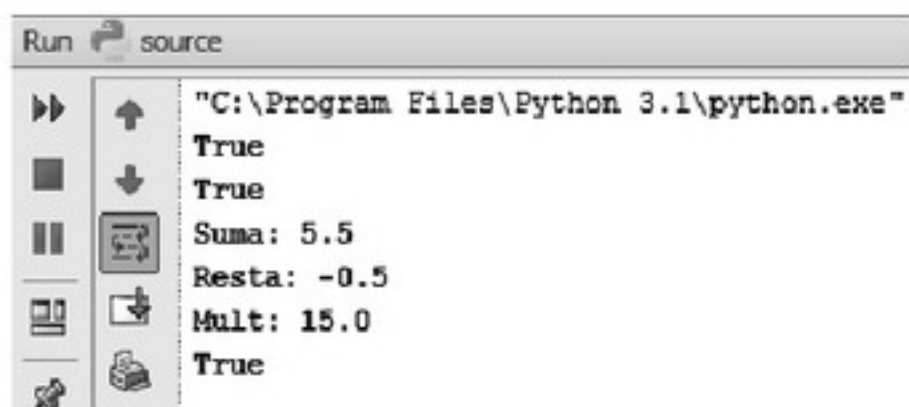 Run source
"C:\Program Files\Python 3.1\python.exe"
True
True
Suma: 5.5
Resta: -0.5
Mult: 15.0
True